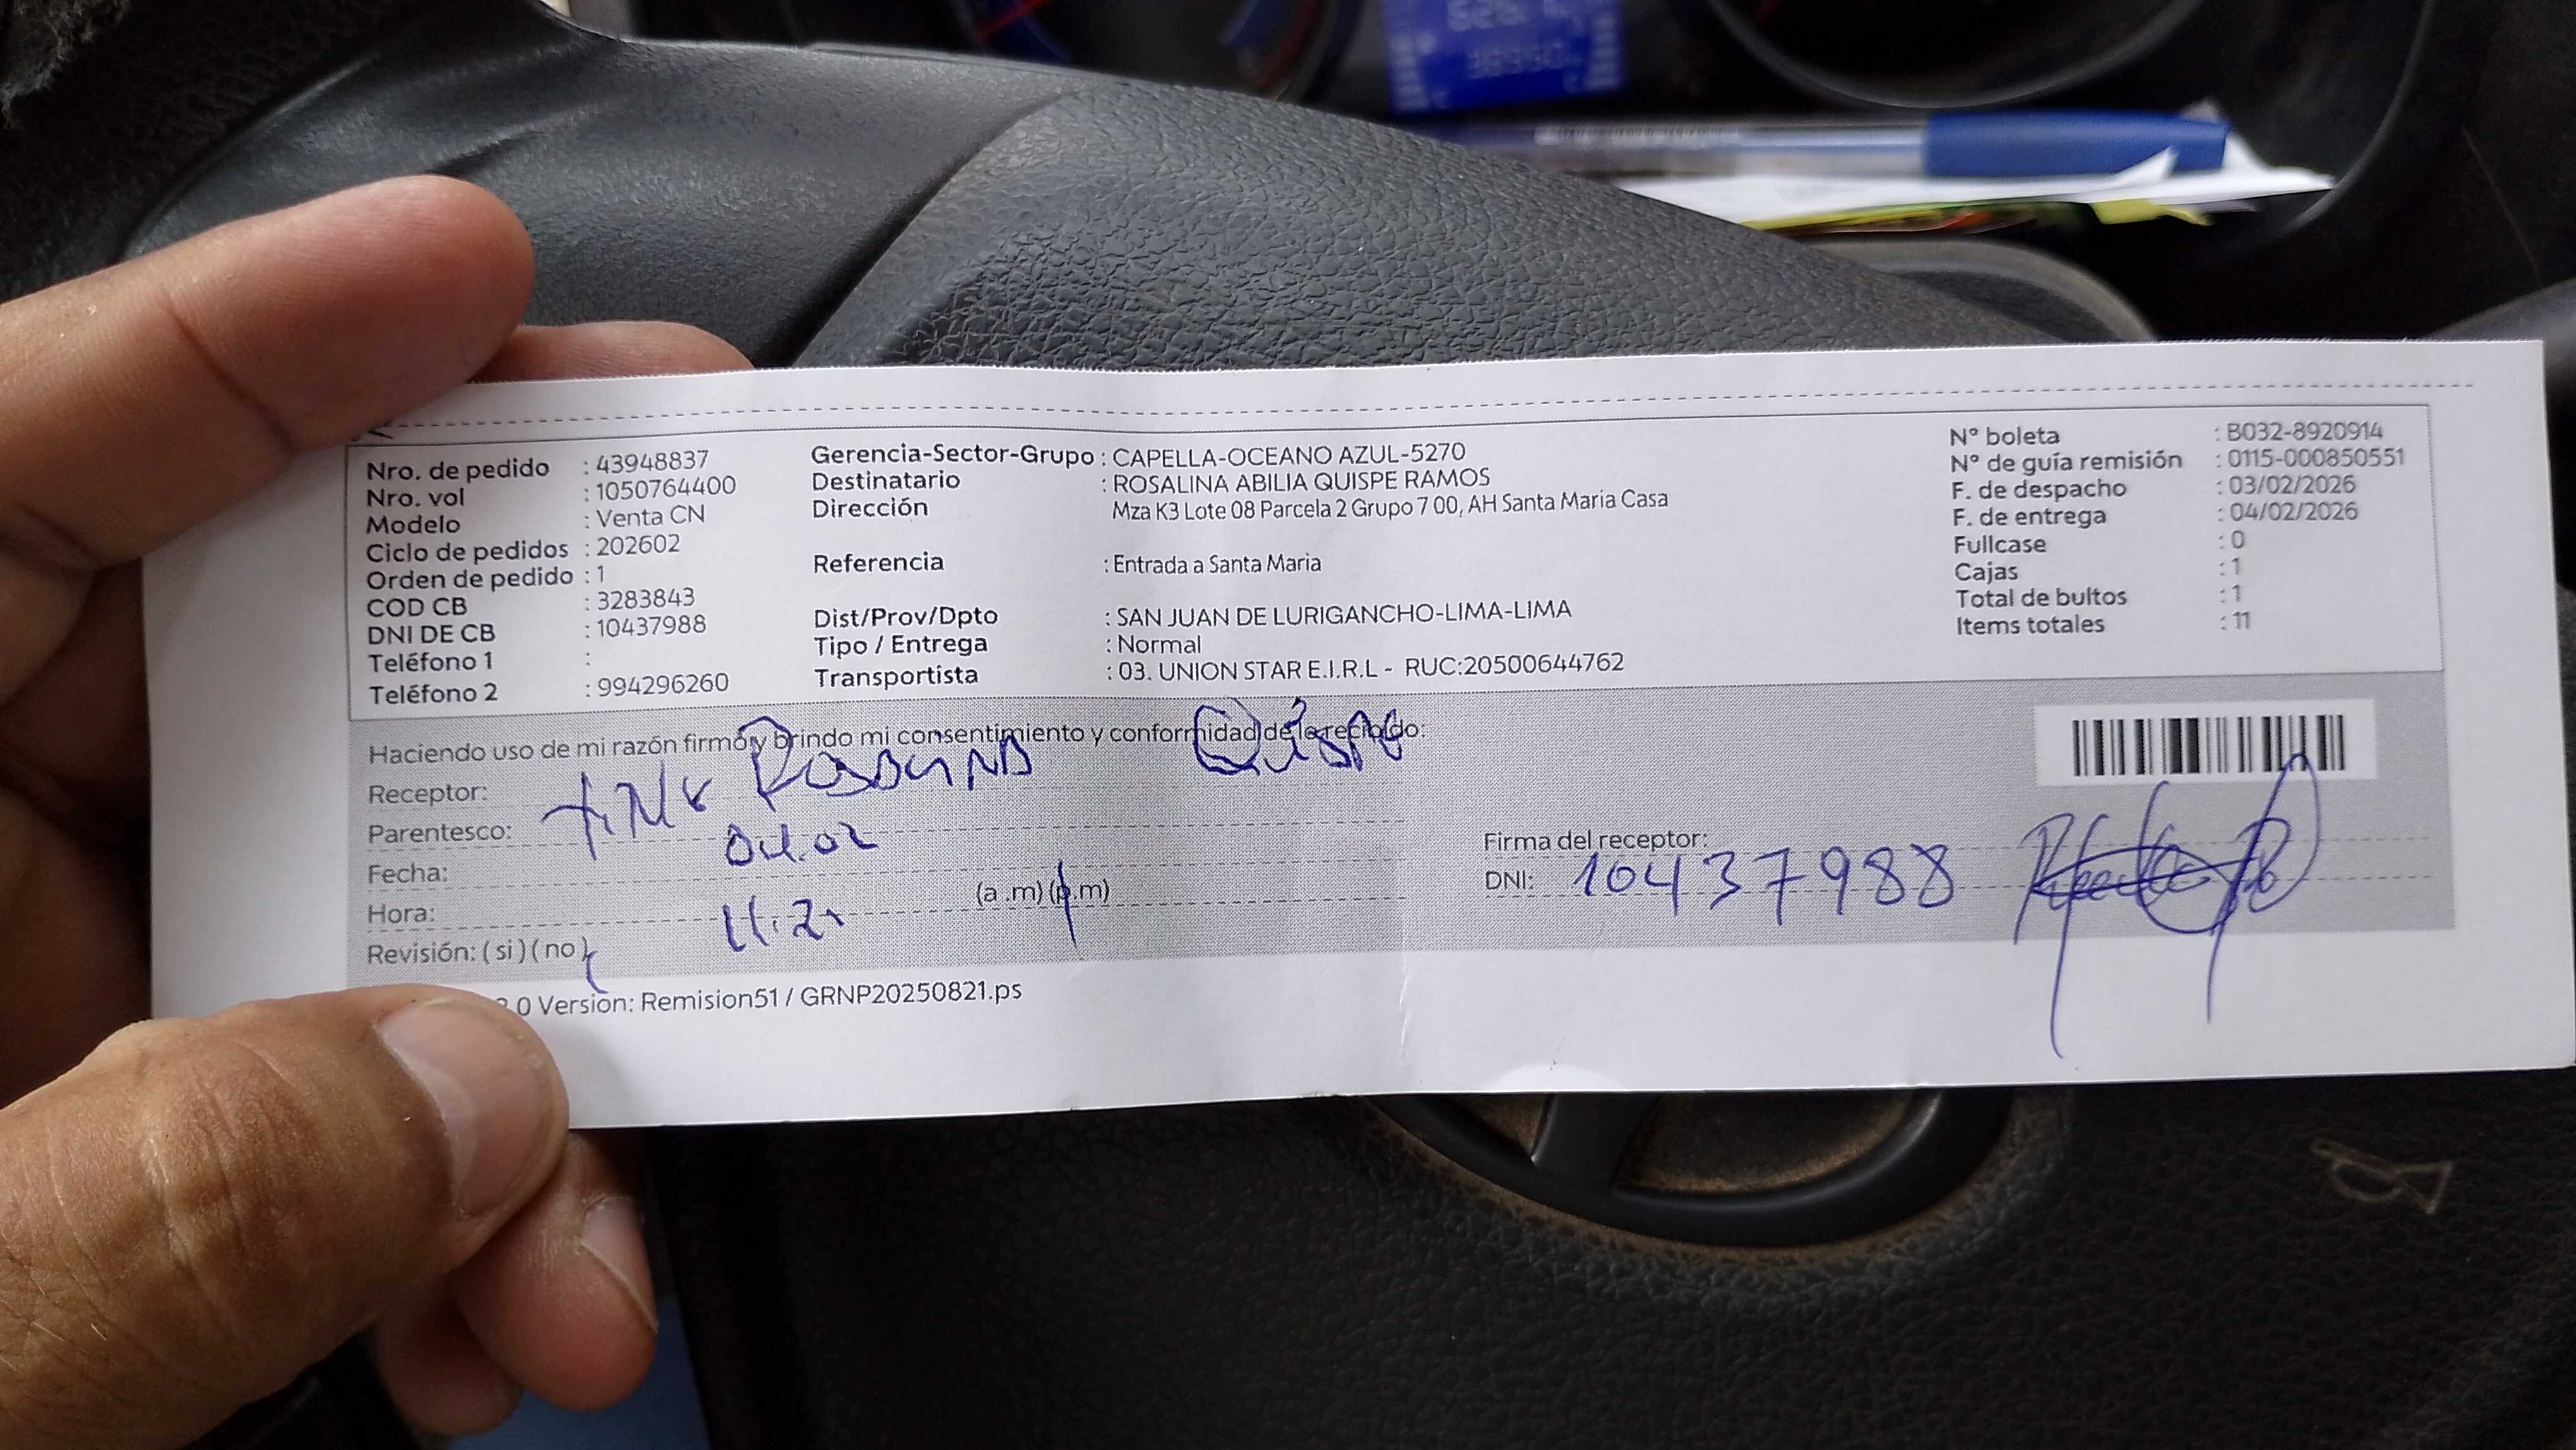 Nro. de pedido : 43948837
Nro. vol : 1050764400
Modelo : Venta CN
Ciclo de pedidos : 202602
Orden de pedido : 1
COD CB : 3283843
DNI DE CB : 10437988
Teléfono 1 :
Teléfono 2 : 994296260
Gerencia-Sector-Grupo : CAPELLA-OCEANO AZUL-5270
Destinatario : ROSALINA ABILIA QUISPE RAMOS
Dirección Mza K3 Lote 08 Parcela 2 Grupo 7 00, AH Santa Maria Casa
Referencia : Entrada a Santa Maria
Dist/Prov/Dpto : SAN JUAN DE LURIGANCHO-LIMA-LIMA
Tipo / Entrega : Normal
Transportista : 03. UNION STAR E.I.R.L - RUC:20500644762
N° boleta : B032-8920914
N° de guía remisión : 0115-000850551
F. de despacho : 03/02/2026
F. de entrega : 04/02/2026
Fullcase : 0
Cajas : 1
Total de bultos : 1
Items totales : 11
Haciendo uso de mi razón firmo y brindo mi consentimiento y conformidad de lo recibido:
Receptor: Quispe
Parentesco:
Fecha: 04.02
Hora: (a .m) (p.m)
Revisión: ( si ) ( no )
Firma del receptor:
DNI: 10437988
.0 Version: Remision51 / GRNP20250821.ps